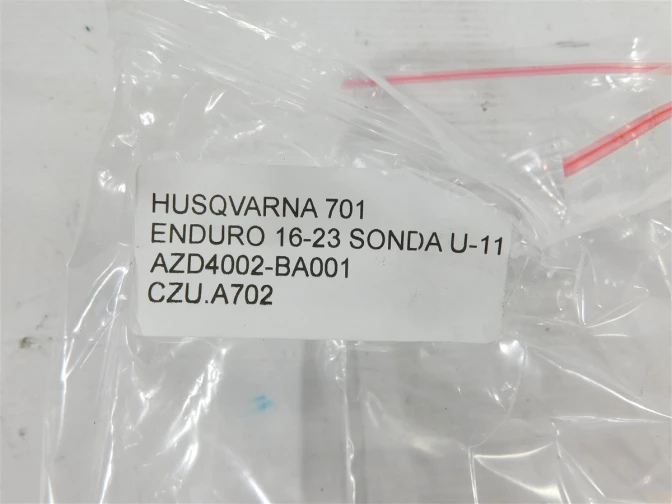 HUSQVARNA 701
ENDURO 16-23 SONDA U-11
AZD4002-BA001
CZU.A702